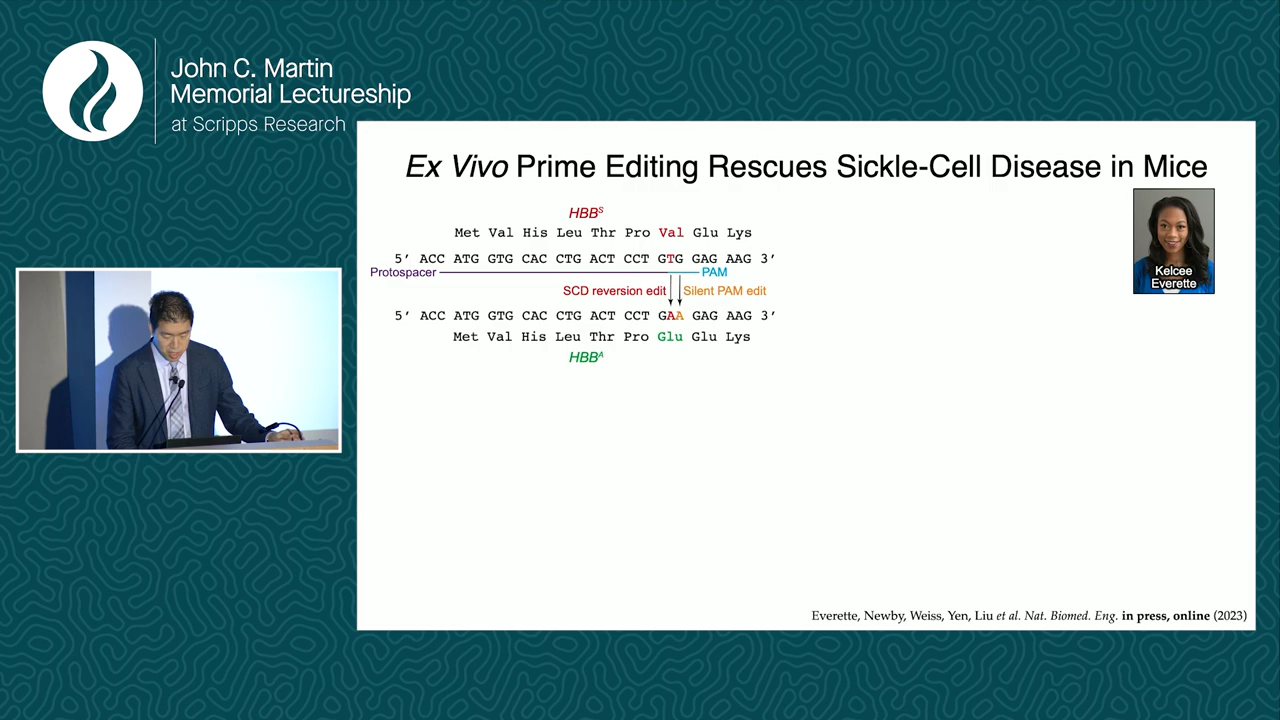 John C. Martin
Memorial Lectureship
at Scripps Research
Ex Vivo Prime Editing Rescues Sickle-Cell Disease in Mice
HBBS
Met Val His Leu Thr Pro Val Glu Lys
5′ ACC ATG GTG CAC CTG ACT CCT GTG GAG AAG 3′
Protospacer
PAM
SCD reversion edit
Silent PAM edit
5′ ACC ATG GTG CAC CTG ACT CCT GAA GAG AAG 3′
Met Val His Leu Thr Pro Glu Glu Lys
HBBA
Kelcee
Everette
Everette, Newby, Weiss, Yen, Liu et al. Nat. Biomed. Eng. in press, online (2023)